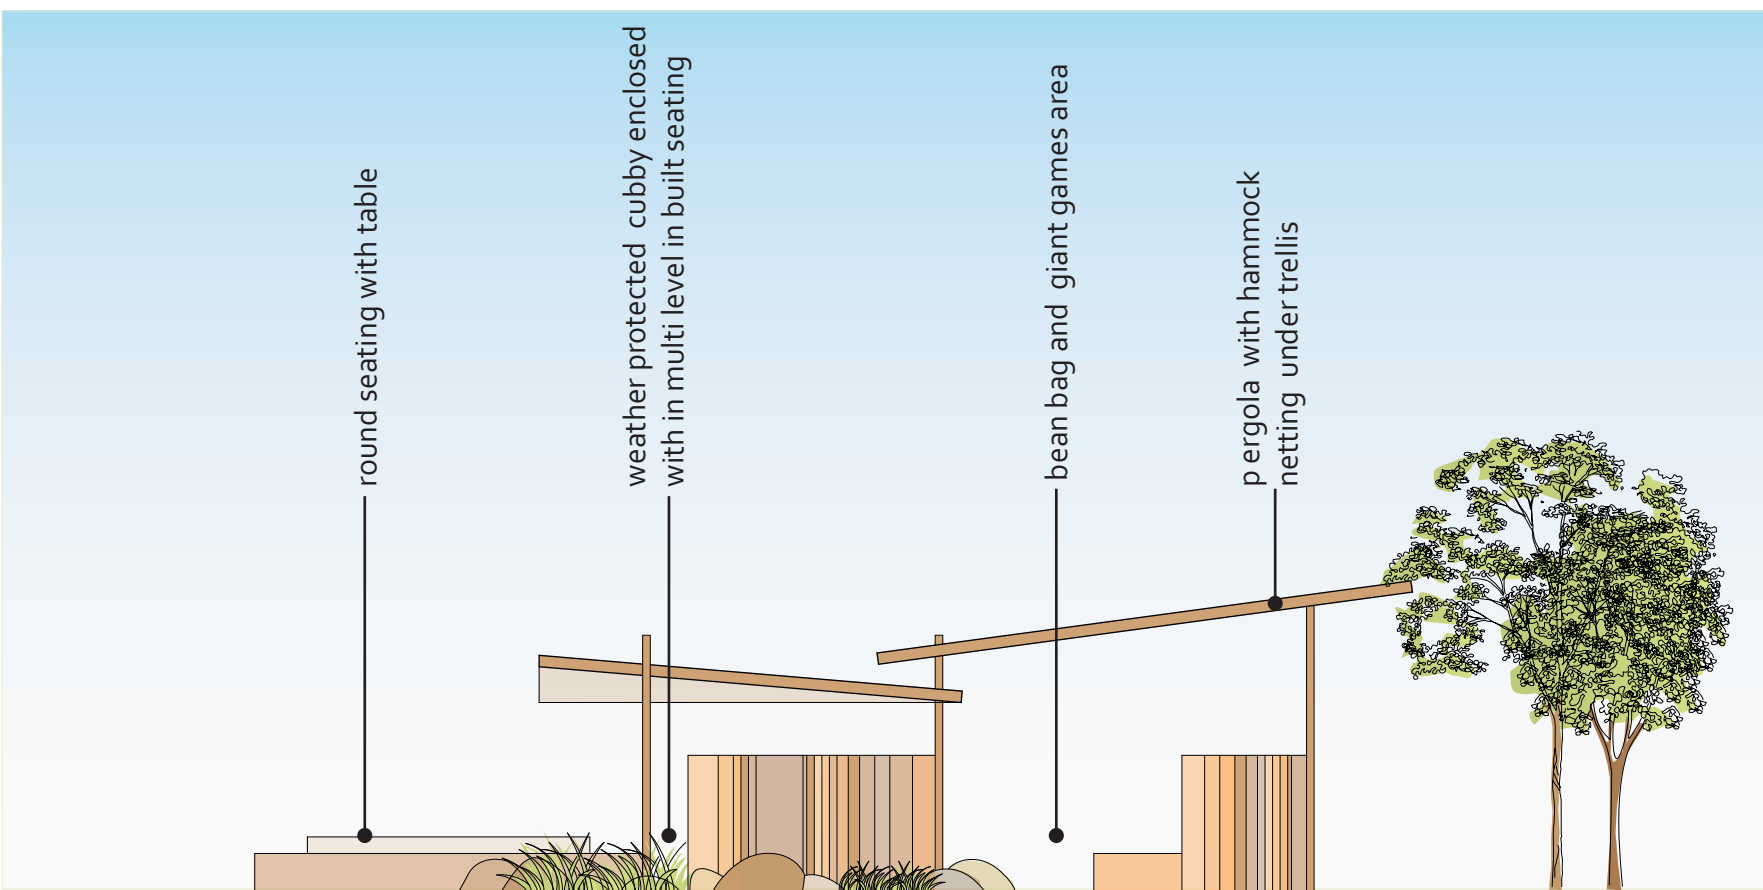 round seating with table
weather protected cubby enclosed
with in multi level in built seating
bean bag and giant games area
p ergola with hammock
netting under trellis